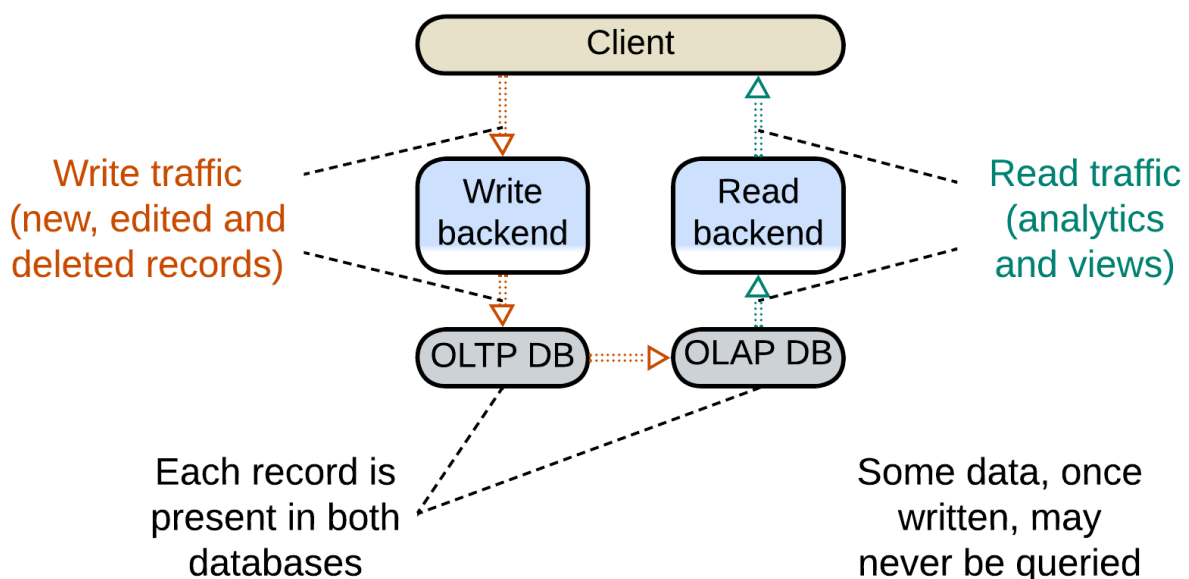 Client
Write traffic
(new, edited and
deleted records)
Write
backend
Read
backend
Read traffic
(analytics
and views)
OLTP DB
OLAP DB
Each record is
present in both
databases
Some data, once
written, may
never be queried